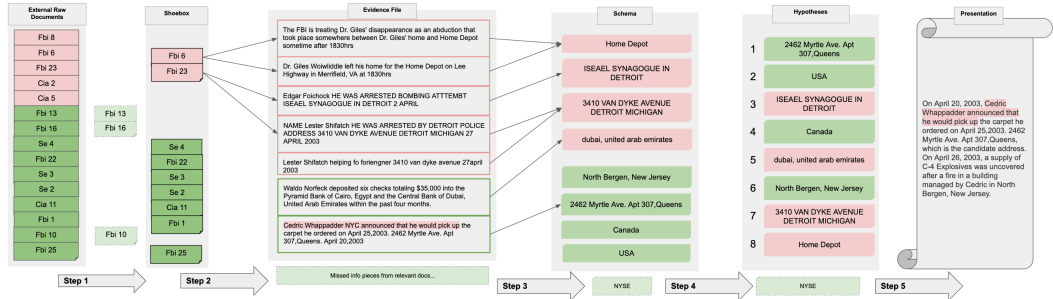 External Raw
Documents
Fbi 8
Fbi 6
Fbi 23
Cia 2
Cia 5
Fbi 13
Fbi 16
Se 4
Fbi 22
Se 3
Se 2
Cia 11
Fbi 1
Fbi 10
Fbi 25
Fbi 13
Fbi 16
Fbi 10
Step 1
Shoebox
Fbi 6
Fbi 23
Se 4
Fbi 22
Se 3
Se 2
Cia 11
Fbi 1
Fbi 25
Step 2
Evidence File
The FBI is treating Dr. Giles' disappearance as an abduction that
took place somewhere between Dr. Giles' home and Home Depot
sometime after 1830hrs
Dr. Giles Wolwliddle left his home for the Home Depot on Lee
Highway in Merrifield, VA at 1830hrs
Edgar Foichock HE WAS ARRESTED BOMBING ATTTEMBT
ISEAEL SYNAGOGUE IN DETROIT 2 APRIL
NAME Lester Shifatch HE WAS ARRESTED BY DETROIT POLICE
ADDRESS 3410 VAN DYKE AVENUE DETROIT MICHIGAN 27
APRIL 2003
Lester Shifatch helping fo foriengner 3410 van dyke avenue 27april
2003
Waldo Norfeck deposited six checks totaling $35,000 into the
Pyramid Bank of Cairo, Egypt and the Central Bank of Dubai,
United Arab Emirates within the past four months.
Cedric Whappadder NYC announced that he would pick up the
carpet he ordered on April 25,2003. 2462 Myrtle Ave. Apt
307,Queens. April 20,2003
Missed info pieces from relevant docs...
Step 3
Schema
Home Depot
ISEAEL SYNAGOGUE IN
DETROIT
3410 VAN DYKE AVENUE
DETROIT MICHIGAN
dubai, united arab emirates
North Bergen, New Jersey
2462 Myrtle Ave. Apt 307,Queens
Canada
USA
NYSE
Step 4
Hypotheses
1
2462 Myrtle Ave. Apt
307,Queens
2
USA
3
ISEAEL SYNAGOGUE IN
DETROIT
4
Canada
5
dubai, united arab emirates
6
North Bergen, New Jersey
7
3410 VAN DYKE AVENUE
DETROIT MICHIGAN
8
Home Depot
NYSE
Step 5
Presentation
On April 20, 2003, Cedric
Whappadder announced that
he would pick up the carpet he
ordered on April 25,2003. 2462
Myrtle Ave. Apt 307,Queens,
which is the candidate address.
On April 26, 2003, a supply of
C-4 Explosives was uncovered
after a fire in a building
managed by Cedric in North
Bergen, New Jersey.